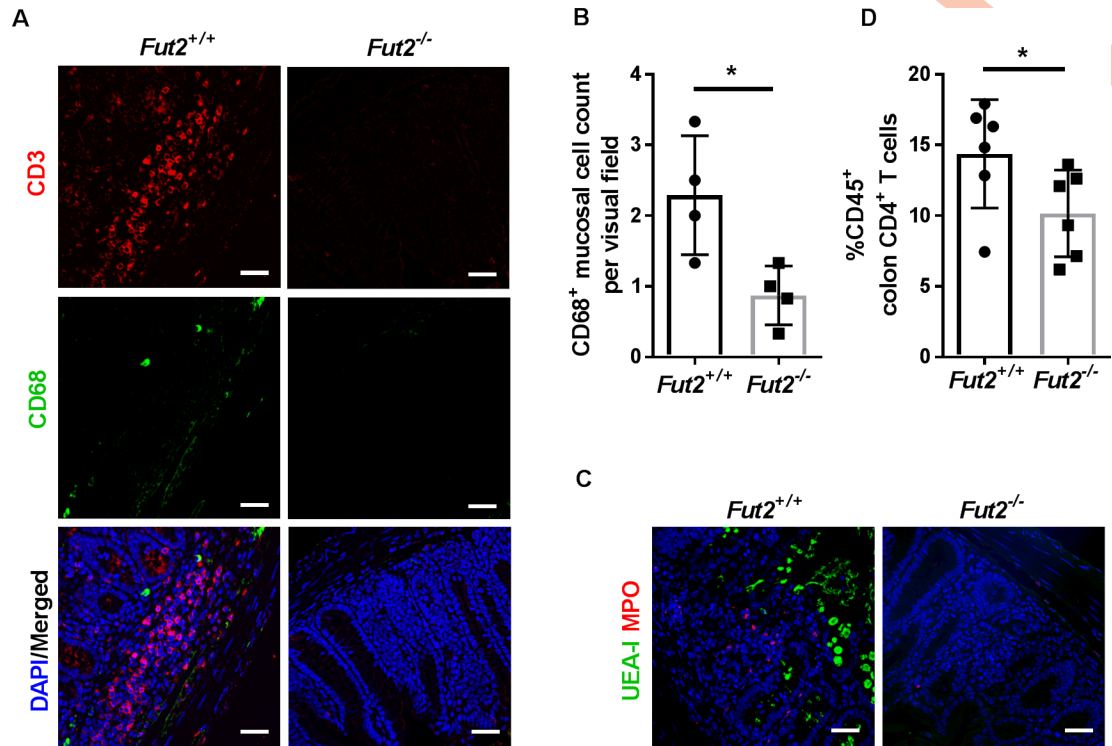 A
Fut2+/+
Fut2-/-
CD3
CD68
DAPI/Merged
B
CD68+ mucosal cell count
per visual field
4
3
2
1
0
*
Fut2+/+
Fut2-/-
D
%CD45+
colon CD4+ T cells
20
15
10
5
0
*
Fut2+/+
Fut2-/-
C
Fut2+/+
Fut2-/-
UEA-I MPO